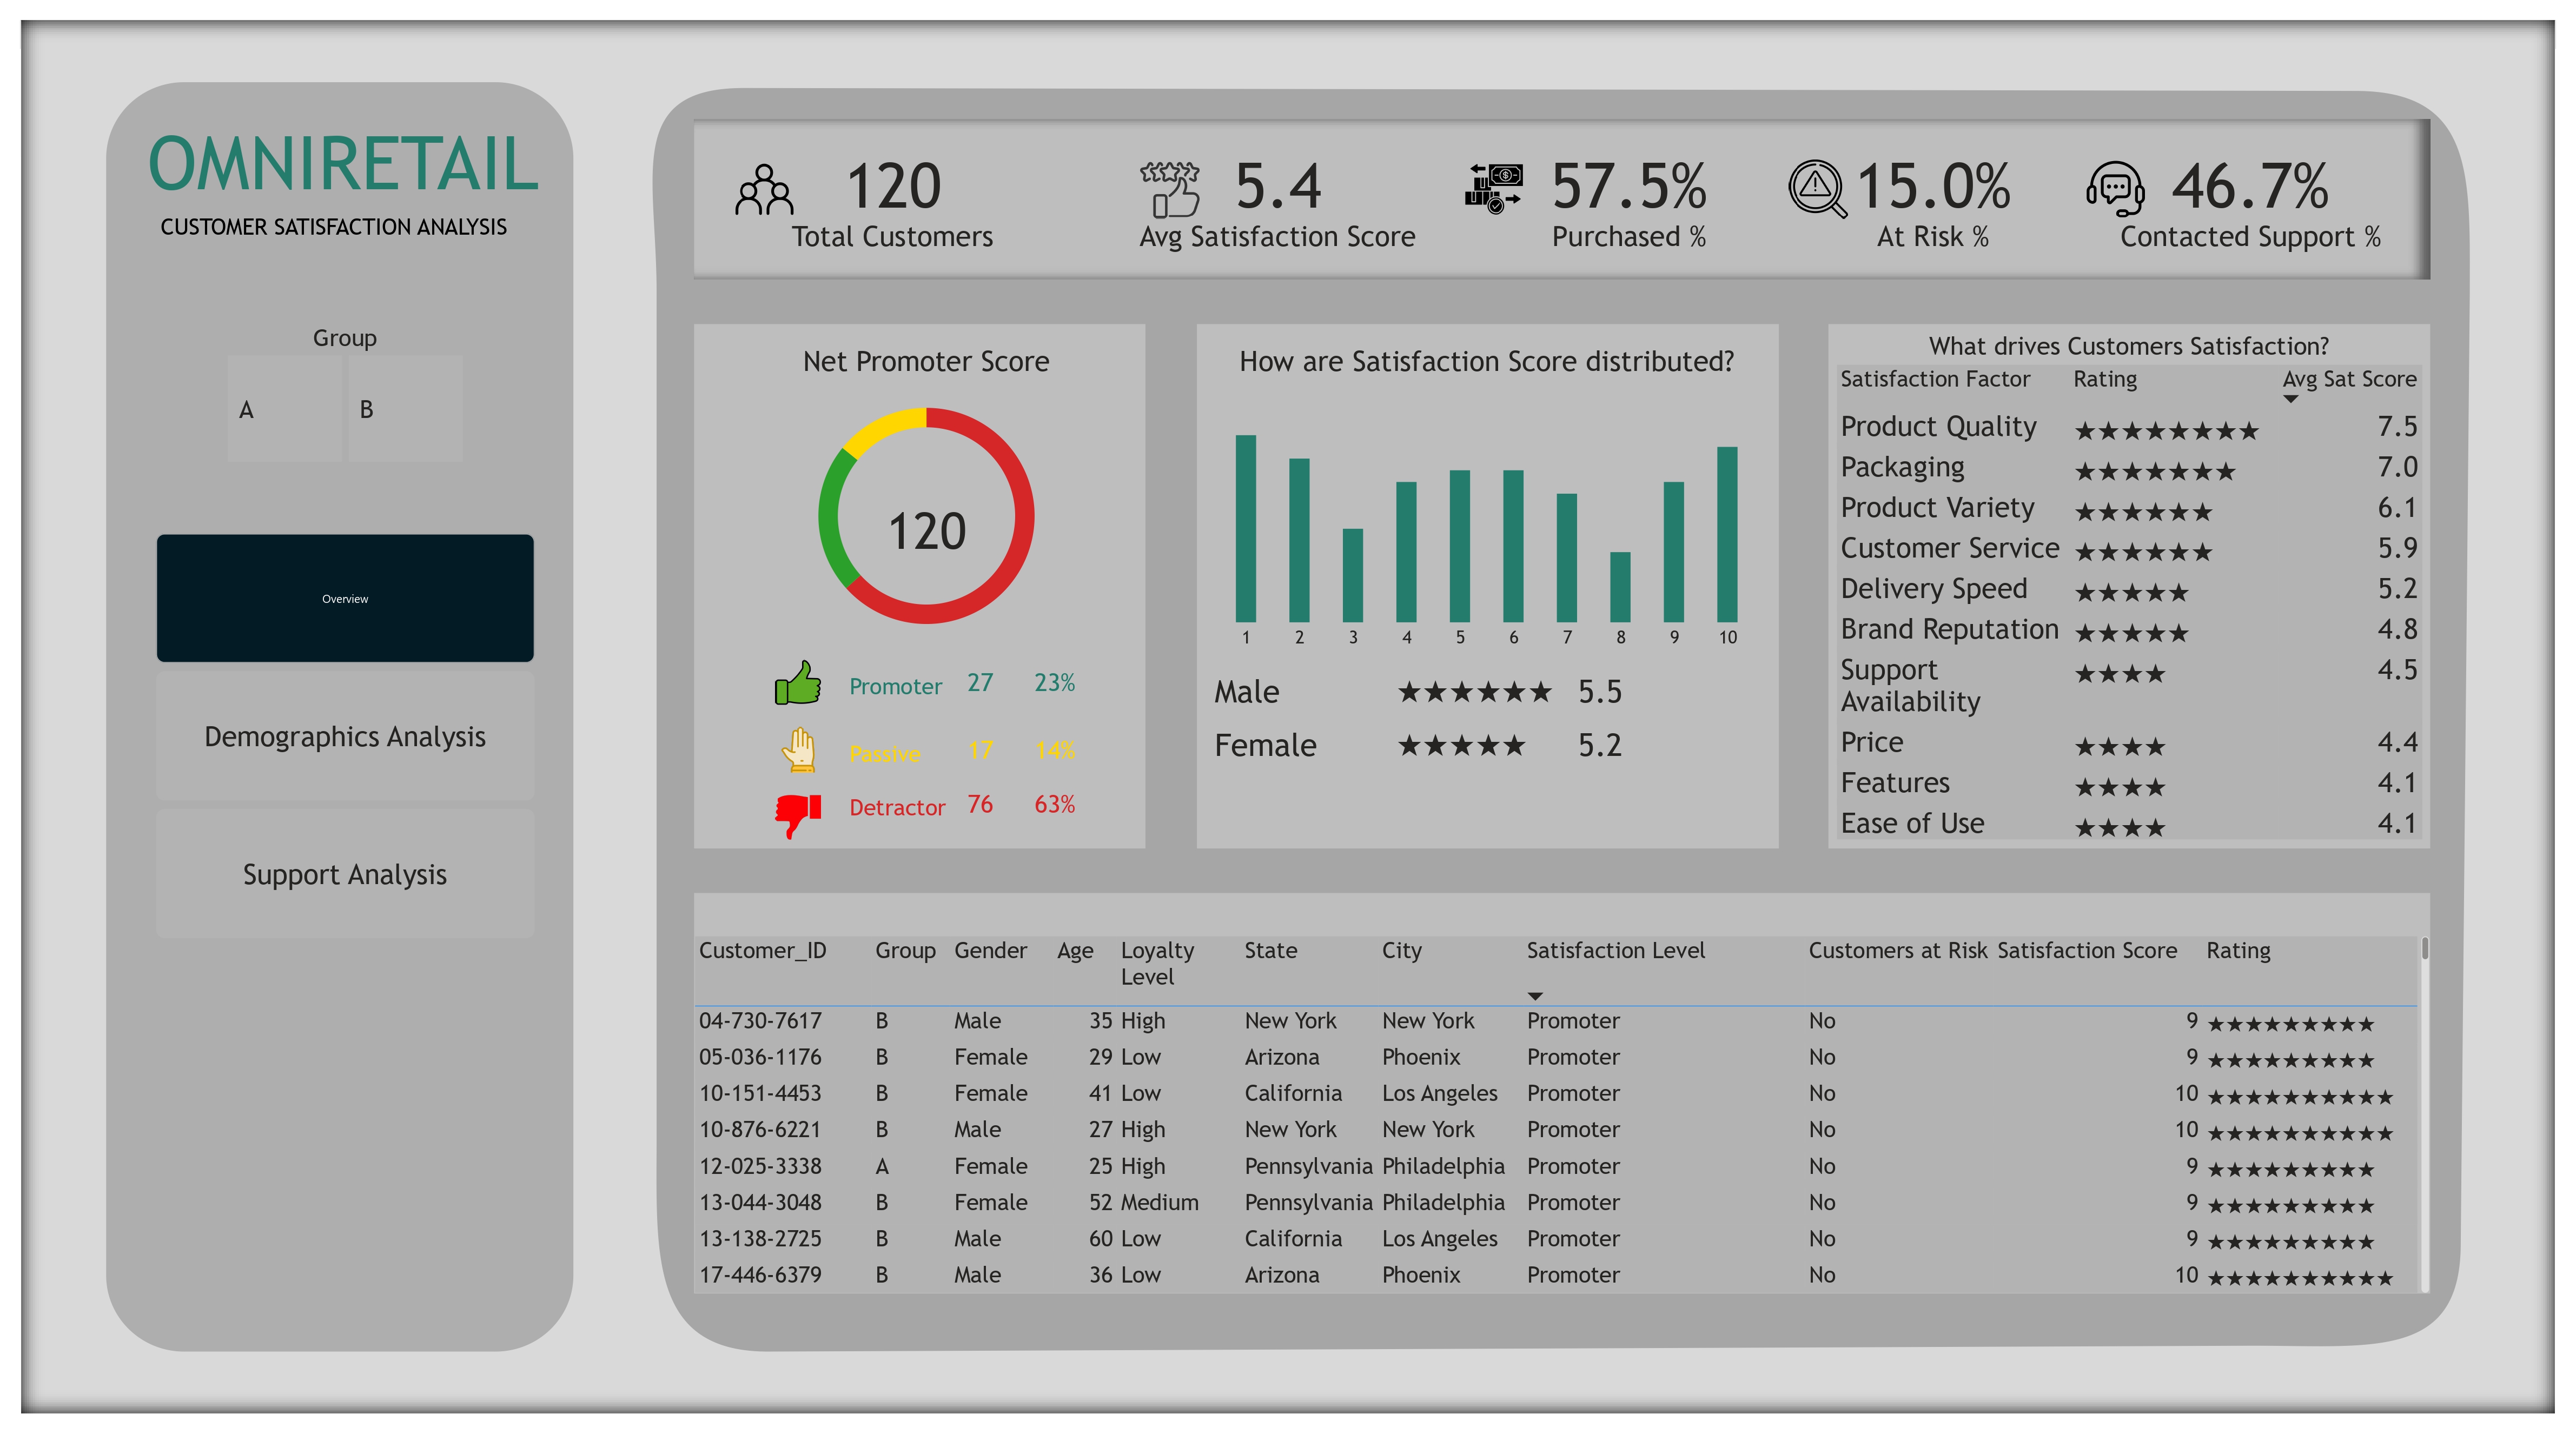 OMNIRETAIL
CUSTOMER SATISFACTION ANALYSIS
Group
A B
Overview
Demographics Analysis
Support Analysis
120 5.4 57.5% 15.0% 46.7%
Total Customers Avg Satisfaction Score Purchased % At Risk % Contacted Support %
Net Promoter Score
120
Promoter 27 23%
Passive 17 14%
Detractor 76 63%
How are Satisfaction Score distributed?
1 2 3 4 5 6 7 8 9 10
Male ★★★★★★ 5.5
Female ★★★★★ 5.2
What drives Customers Satisfaction?
Satisfaction Factor Rating Avg Sat Score
Product Quality ★★★★★★★★ 7.5
Packaging ★★★★★★★ 7.0
Product Variety ★★★★★★ 6.1
Customer Service ★★★★★★ 5.9
Delivery Speed ★★★★★ 5.2
Brand Reputation ★★★★★ 4.8
Support ★★★★ 4.5
Availability
Price ★★★★ 4.4
Features ★★★★ 4.1
Ease of Use ★★★★ 4.1
Customer_ID Group Gender Age Loyalty State City Satisfaction Level Customers at Risk Satisfaction Score Rating
Level
04-730-7617 B Male 35 High New York New York Promoter No 9 ★★★★★★★★★
05-036-1176 B Female 29 Low Arizona Phoenix Promoter No 9 ★★★★★★★★★
10-151-4453 B Female 41 Low California Los Angeles Promoter No 10 ★★★★★★★★★★
10-876-6221 B Male 27 High New York New York Promoter No 10 ★★★★★★★★★★
12-025-3338 A Female 25 High Pennsylvania Philadelphia Promoter No 9 ★★★★★★★★★
13-044-3048 B Female 52 Medium Pennsylvania Philadelphia Promoter No 9 ★★★★★★★★★
13-138-2725 B Male 60 Low California Los Angeles Promoter No 9 ★★★★★★★★★
17-446-6379 B Male 36 Low Arizona Phoenix Promoter No 10 ★★★★★★★★★★